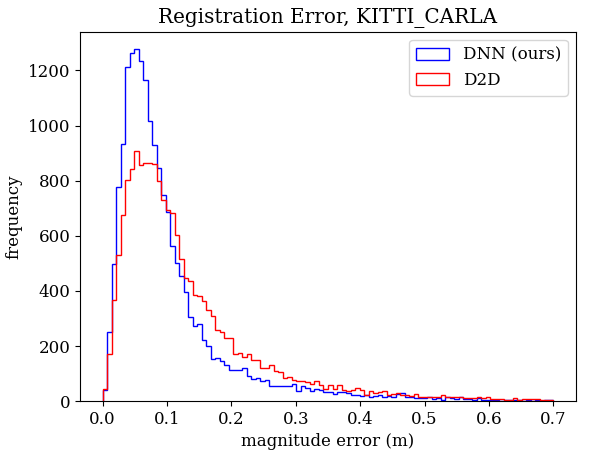 Registration Error, KITTI_CARLA
DNN (ours)
D2D
frequency
1200
1000
800
600
400
200
0
0.0 0.1 0.2 0.3 0.4 0.5 0.6 0.7
magnitude error (m)